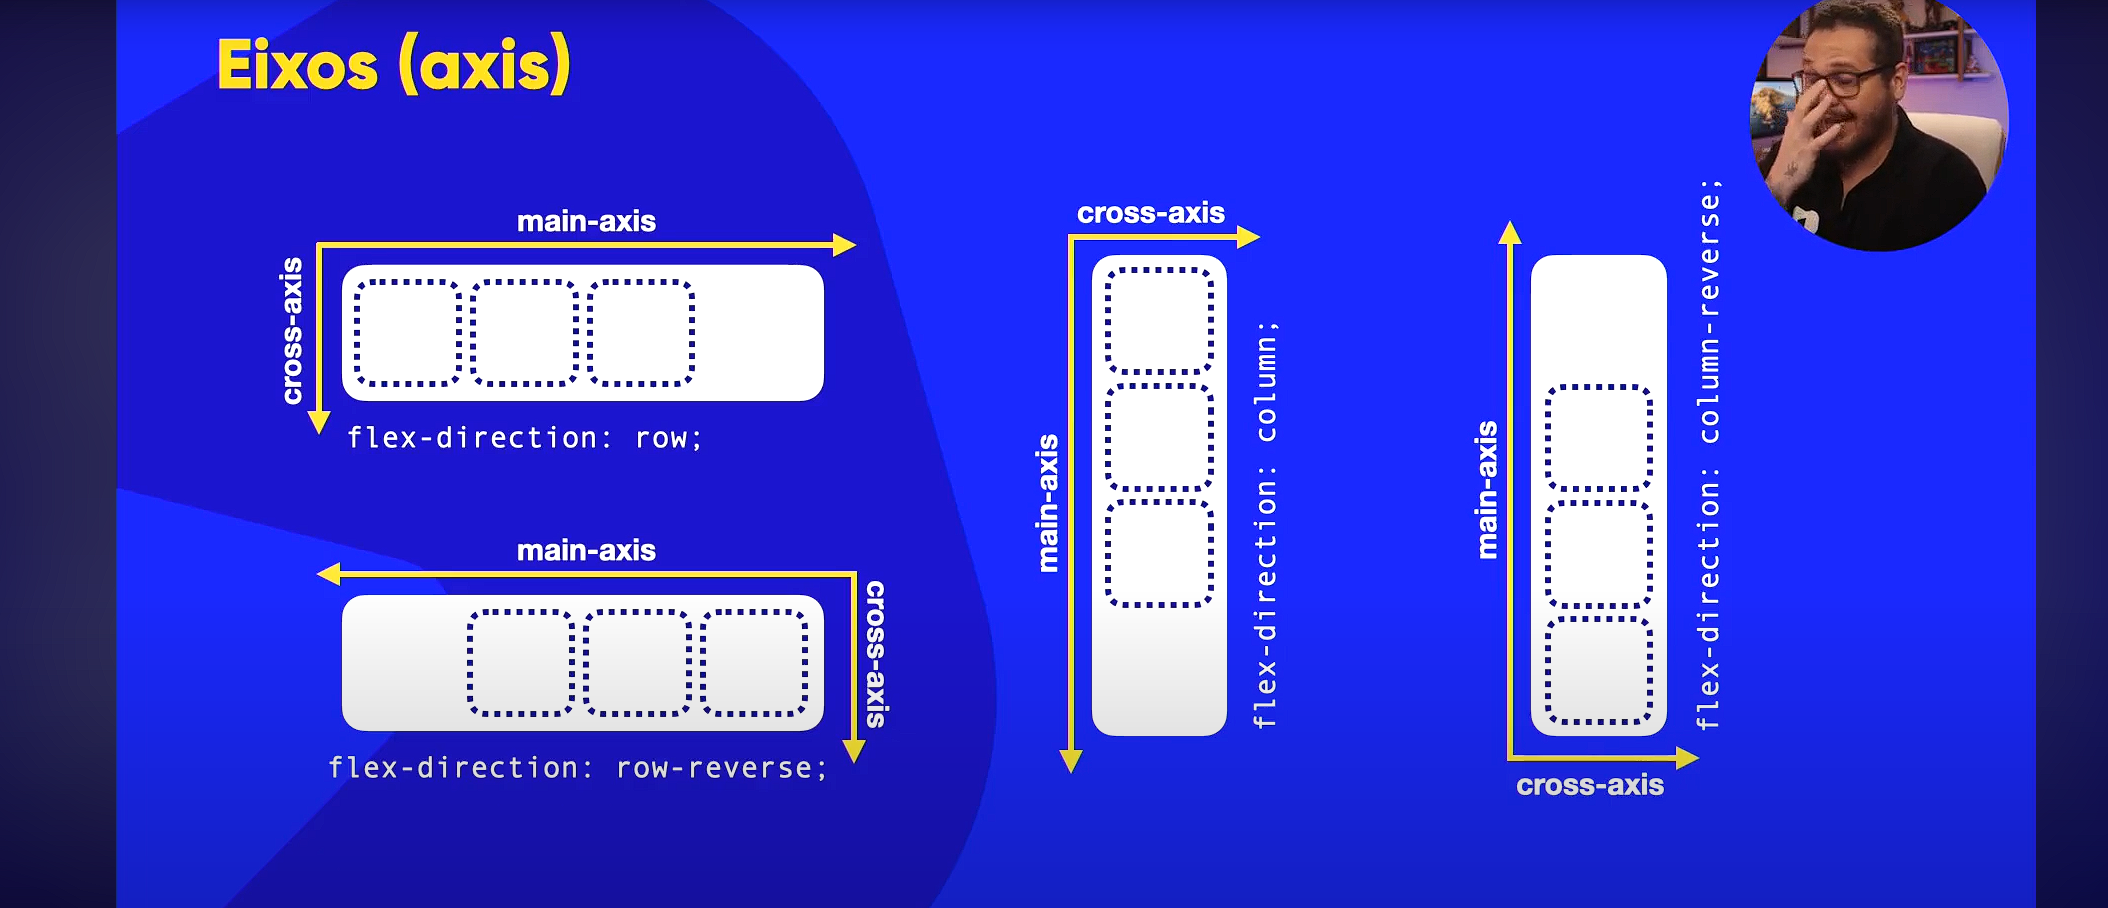 Eixos (axis)
main-axis
cross-axis
flex-direction: row;
main-axis
cross-axis
flex-direction: row-reverse;
cross-axis
main-axis
flex-direction: column;
main-axis
flex-direction: column-reverse;
cross-axis